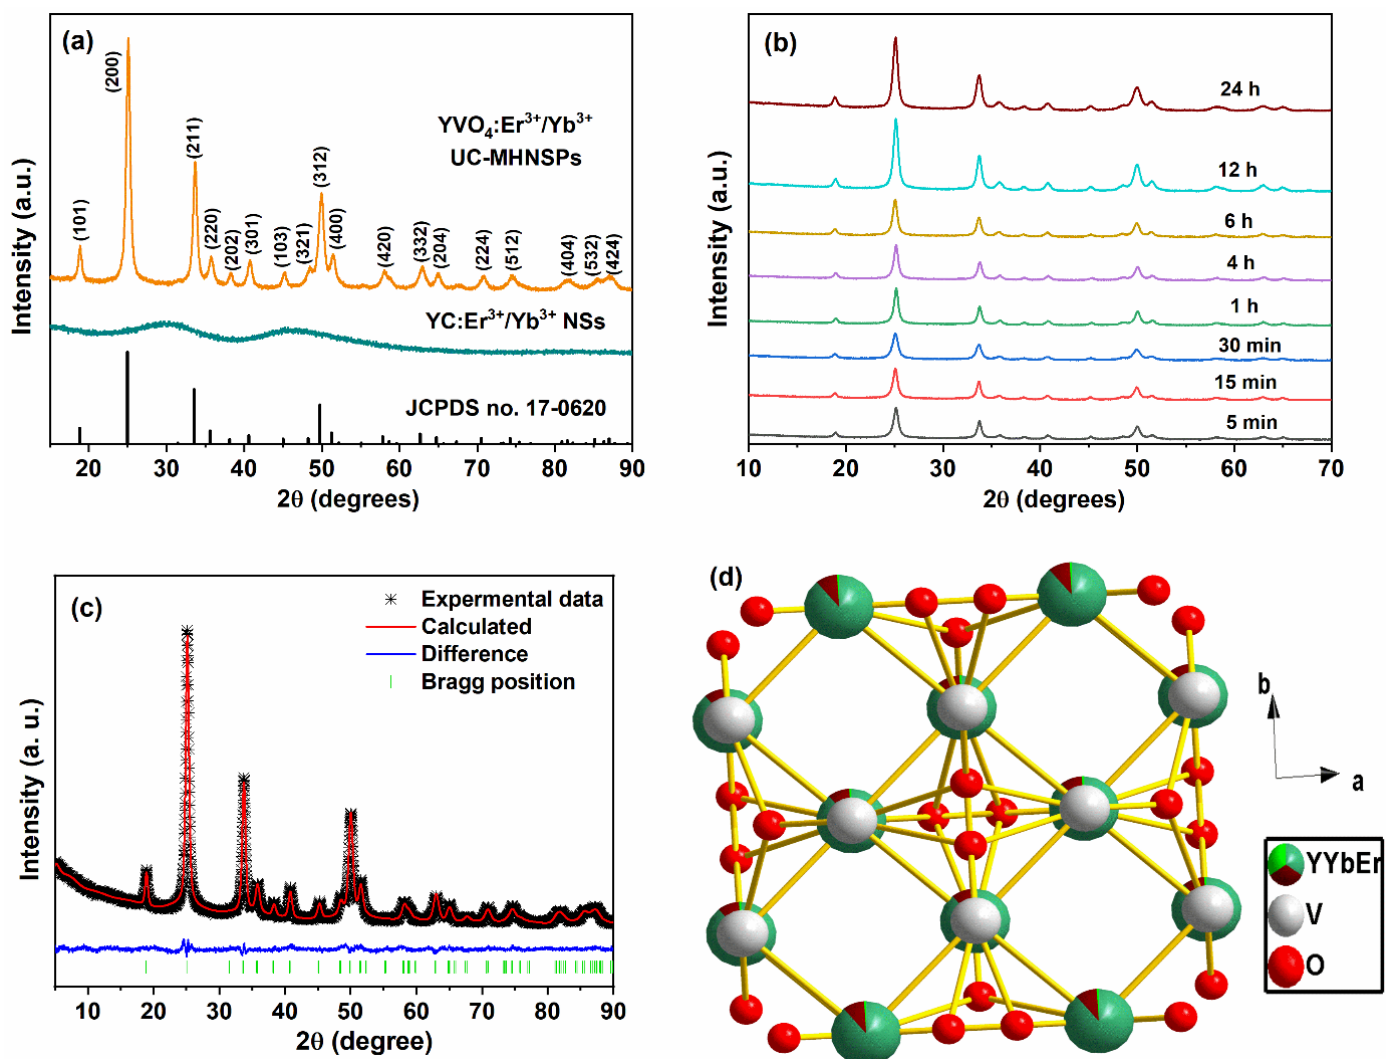 (a)
(101)
(200)
(211)
(220)
(202)
(301)
(103)
(321)
(312)
(400)
(420)
(332)
(204)
(224)
(512)
(404)
(532)
(424)
YVO₄:Er³⁺/Yb³⁺
UC-MHNSPs
YC:Er³⁺/Yb³⁺ NSs
JCPDS no. 17-0620
Intensity (a.u.)
20 30 40 50 60 70 80 90
2θ (degrees)
(b)
24 h
12 h
6 h
4 h
1 h
30 min
15 min
5 min
Intensity (a.u.)
10 20 30 40 50 60 70
2θ (degrees)
(c)
Expermental data
Calculated
Difference
Bragg position
Intensity (a. u.)
10 20 30 40 50 60 70 80 90
2θ (degree)
(d)
b
a
YYbEr
V
O